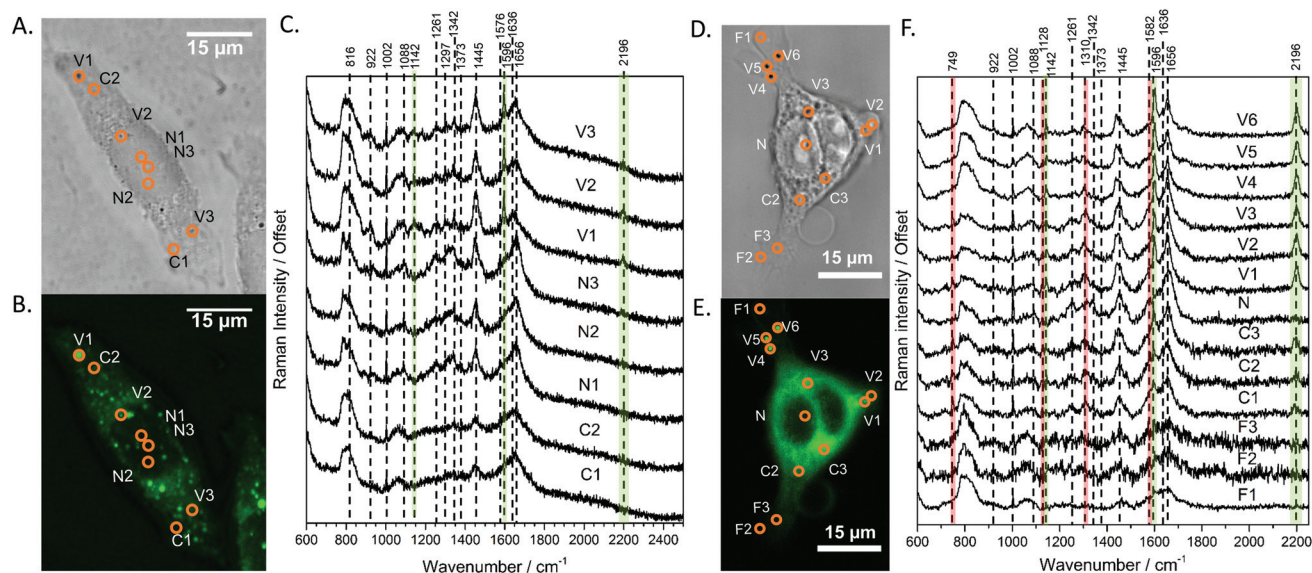 A.
15 µm
V1
C2
V2
N1
N3
N2
V3
C1
B.
15 µm
V1
C2
V2
N1
N3
N2
V3
C1
C.
816
922
1002
1088
1142
1261
1297
1342
1373
1445
1576
1596
1636
1656
2196
V3
V2
V1
N3
N2
N1
C2
C1
Raman Intensity / Offset
600 800 1000 1200 1400 1600 1800 2000 2200 2400
Wavenumber / cm⁻¹
D.
F1
V6
V5
V4
V3
V2
V1
N
C2
C3
F3
F2
15 µm
E.
F1
V6
V5
V4
V3
V2
V1
N
C2
C3
F3
F2
15 µm
F.
749
922
1002
1088
1128
1142
1261
1310
1342
1373
1445
1582
1596
1636
1656
2196
V6
V5
V4
V3
V2
V1
N
C3
C2
C1
F3
F2
F1
Raman intensity / Offset
600 800 1000 1200 1400 1600 1800 2000 2200
Wavenumber / cm⁻¹